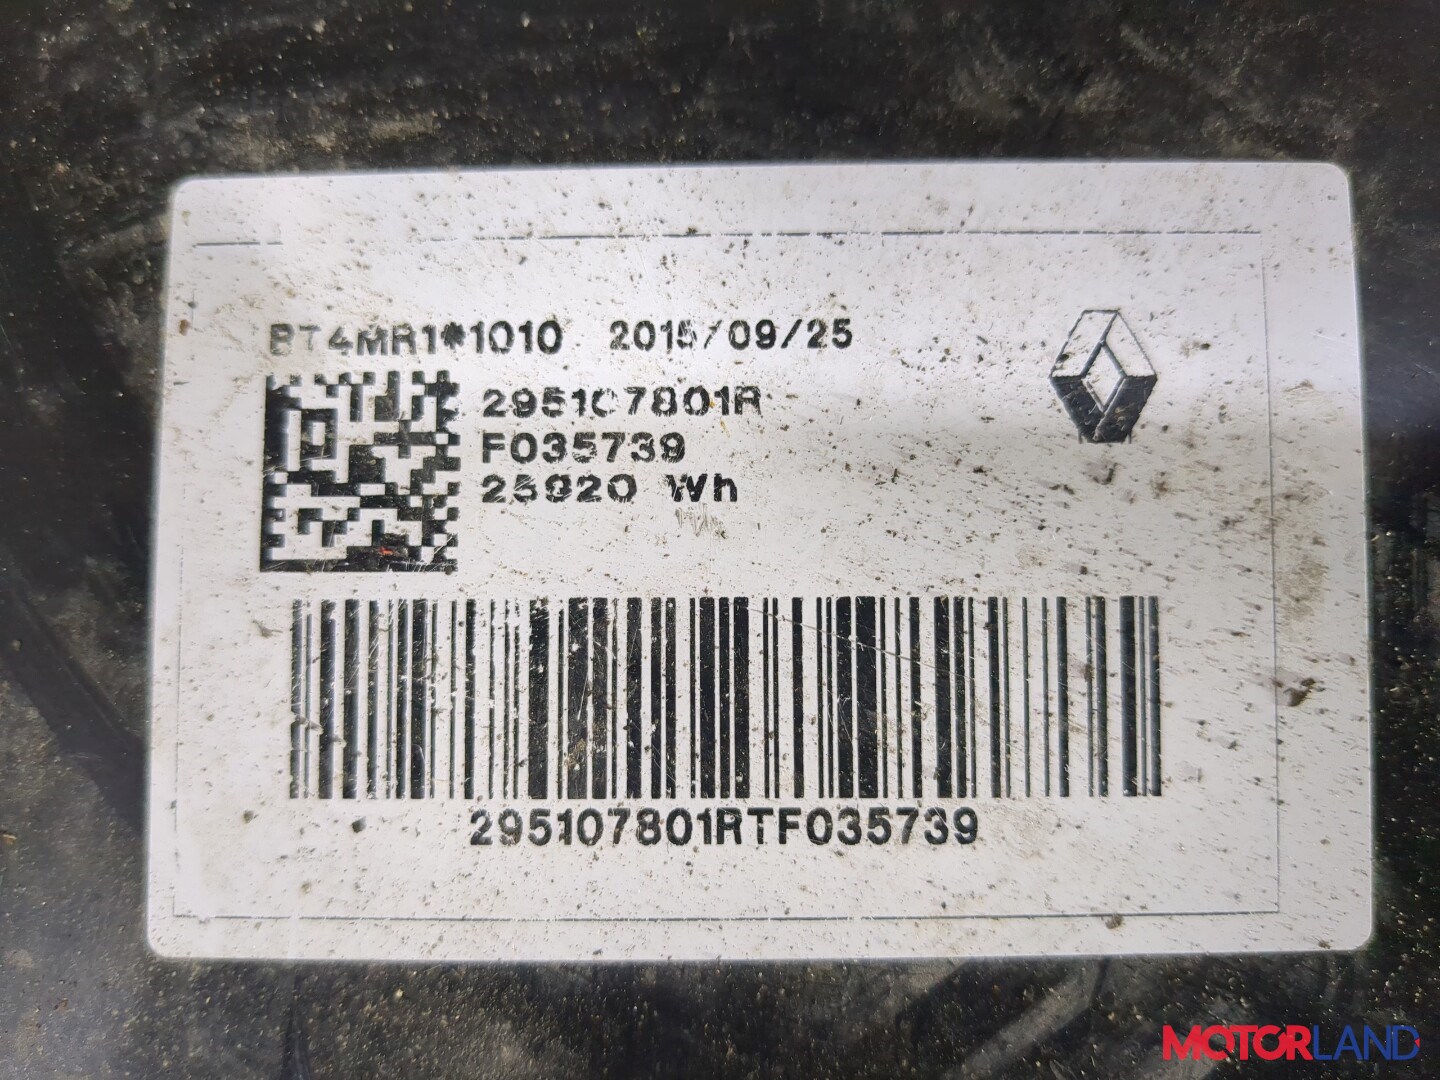 BT4MR1*1010 2015/09/25
295107801R
F035739
25920 Wh
295107801RTF035739
MOTORLAND